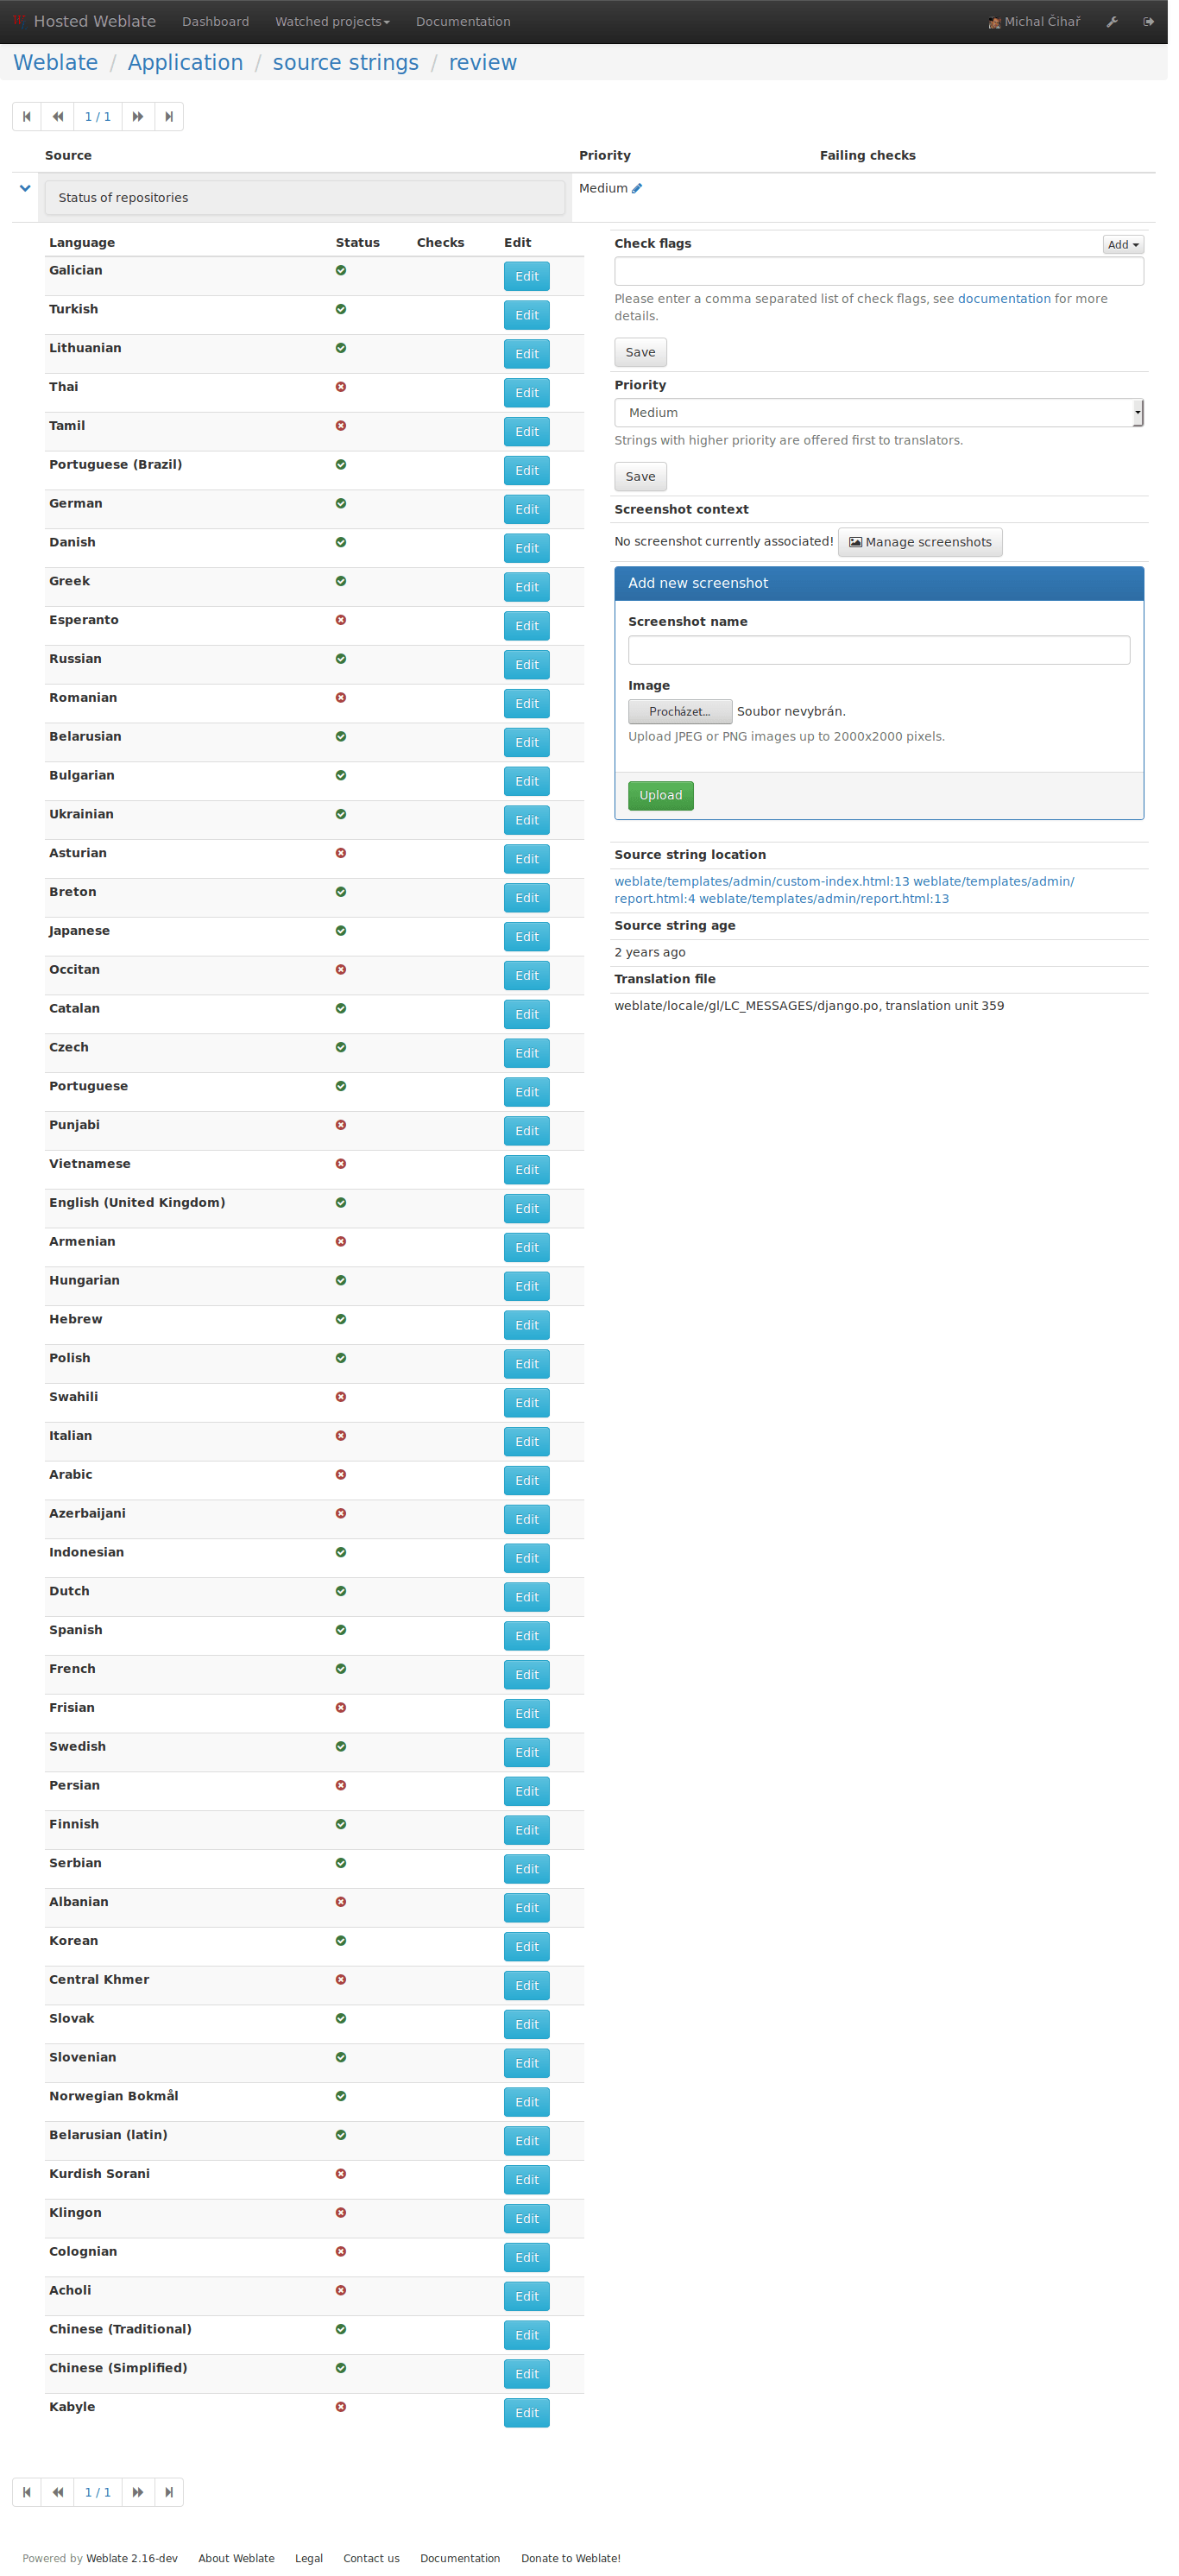 Hosted Weblate Dashboard Watched projects Documentation Michal Čihař
Weblate / Application / source strings / review
1 / 1
Source Priority Failing checks
Status of repositories Medium
Language Status Checks Edit
Galician Edit
Turkish Edit
Lithuanian Edit
Thai Edit
Tamil Edit
Portuguese (Brazil) Edit
German Edit
Danish Edit
Greek Edit
Esperanto Edit
Russian Edit
Romanian Edit
Belarusian Edit
Bulgarian Edit
Ukrainian Edit
Asturian Edit
Breton Edit
Japanese Edit
Occitan Edit
Catalan Edit
Czech Edit
Portuguese Edit
Punjabi Edit
Vietnamese Edit
English (United Kingdom) Edit
Armenian Edit
Hungarian Edit
Hebrew Edit
Polish Edit
Swahili Edit
Italian Edit
Arabic Edit
Azerbaijani Edit
Indonesian Edit
Dutch Edit
Spanish Edit
French Edit
Frisian Edit
Swedish Edit
Persian Edit
Finnish Edit
Serbian Edit
Albanian Edit
Korean Edit
Central Khmer Edit
Slovak Edit
Slovenian Edit
Norwegian Bokmål Edit
Belarusian (latin) Edit
Kurdish Sorani Edit
Klingon Edit
Colognian Edit
Acholi Edit
Chinese (Traditional) Edit
Chinese (Simplified) Edit
Kabyle Edit
Check flags Add
Please enter a comma separated list of check flags, see documentation for more
details.
Save
Priority
Medium
Strings with higher priority are offered first to translators.
Save
Screenshot context
No screenshot currently associated! Manage screenshots
Add new screenshot
Screenshot name
Image
Procházet... Soubor nevybrán.
Upload JPEG or PNG images up to 2000x2000 pixels.
Upload
Source string location
weblate/templates/admin/custom-index.html:13 weblate/templates/admin/
report.html:4 weblate/templates/admin/report.html:13
Source string age
2 years ago
Translation file
weblate/locale/gl/LC_MESSAGES/django.po, translation unit 359
1 / 1
Powered by Weblate 2.16-dev About Weblate Legal Contact us Documentation Donate to Weblate!